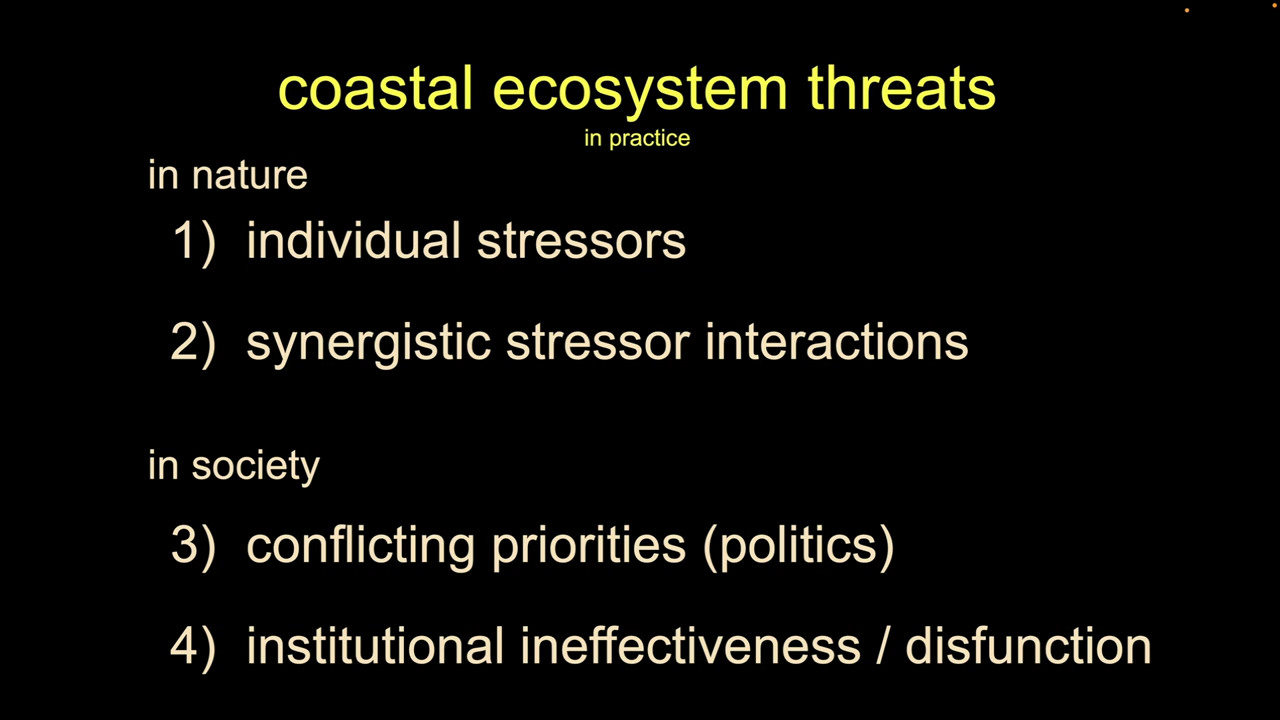 coastal ecosystem threats
in practice
in nature
1) individual stressors
2) synergistic stressor interactions
in society
3) conflicting priorities (politics)
4) institutional ineffectiveness / disfunction